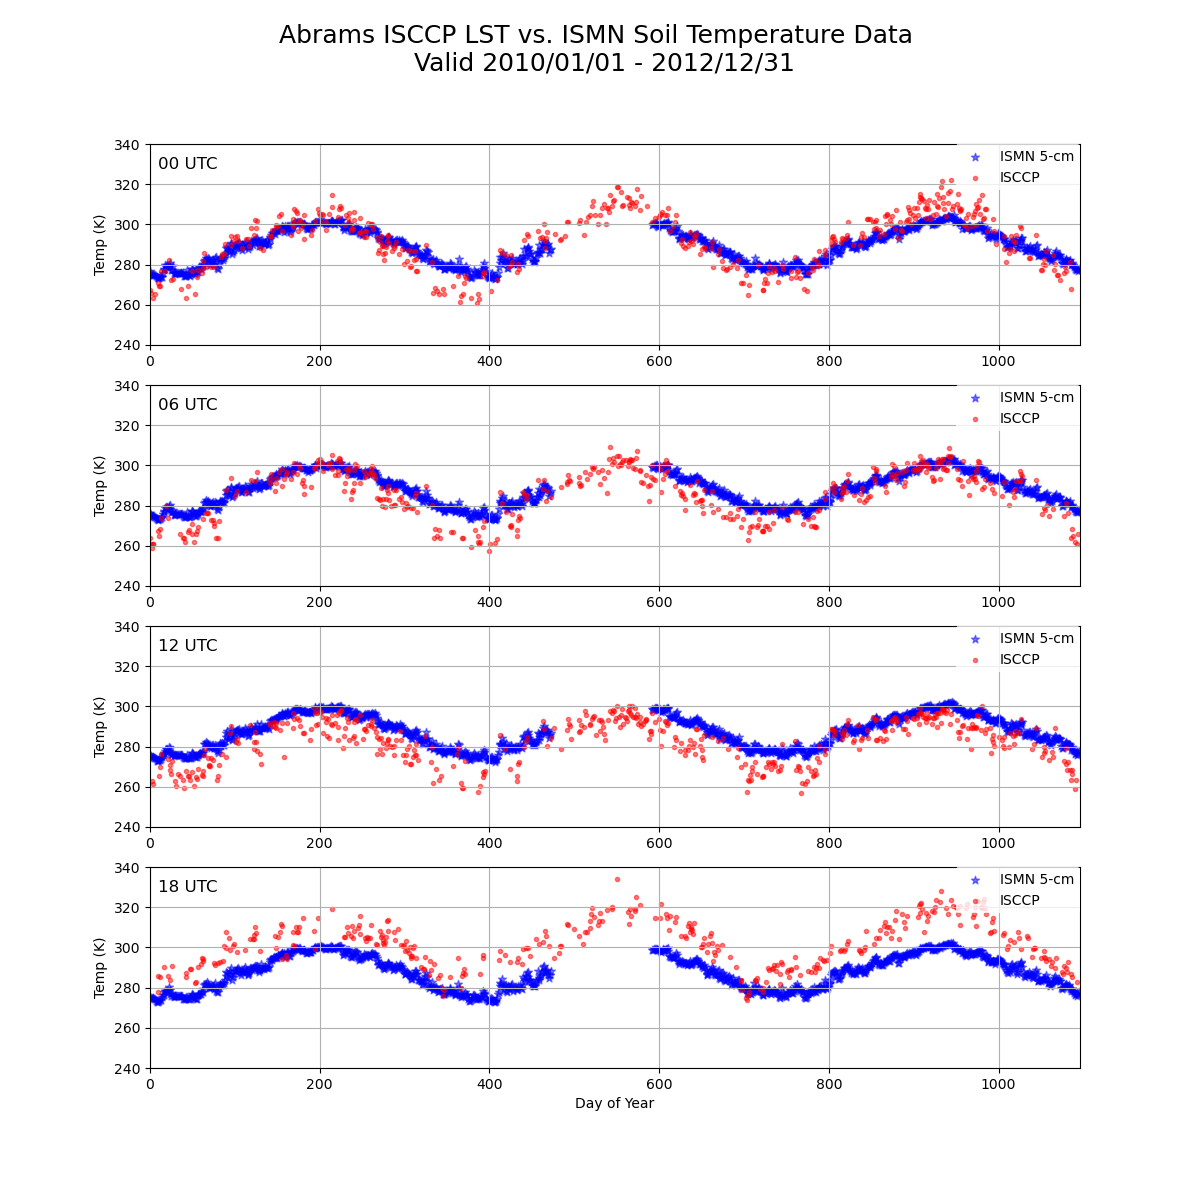 Abrams ISCCP LST vs. ISMN Soil Temperature Data
Valid 2010/01/01 - 2012/12/31
340
320
300
280
260
240
Temp (K)
00 UTC
ISMN 5-cm
ISCCP
0
200
400
600
800
1000
340
320
300
280
260
240
Temp (K)
06 UTC
ISMN 5-cm
ISCCP
0
200
400
600
800
1000
340
320
300
280
260
240
Temp (K)
12 UTC
ISMN 5-cm
ISCCP
0
200
400
600
800
1000
340
320
300
280
260
240
Temp (K)
18 UTC
ISMN 5-cm
ISCCP
0
200
400
600
800
1000
Day of Year